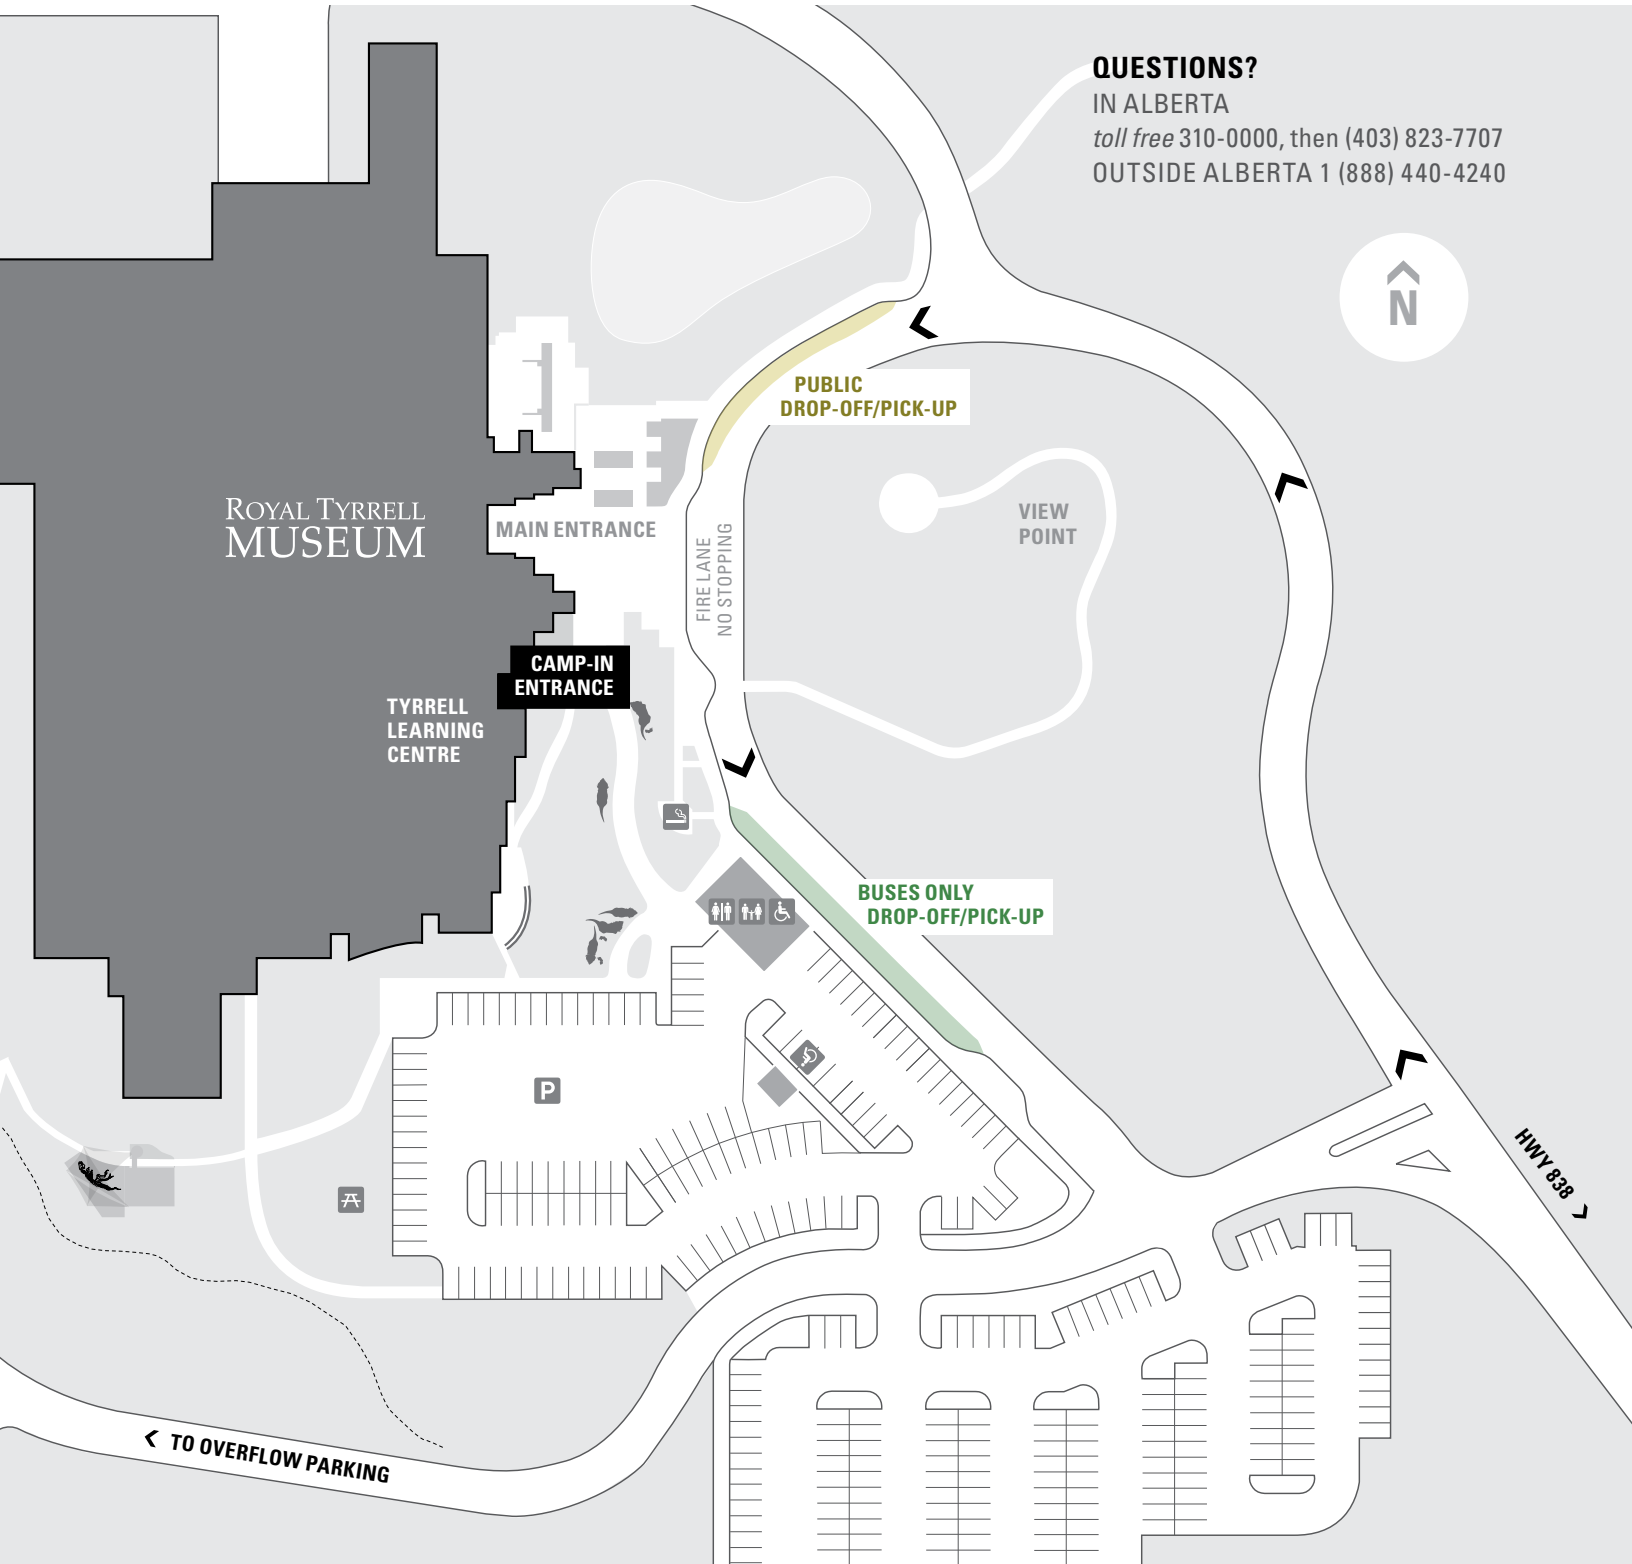 QUESTIONS?
IN ALBERTA
toll free 310-0000, then (403) 823-7707
OUTSIDE ALBERTA 1 (888) 440-4240
N
PUBLIC
DROP-OFF/PICK-UP
ROYAL TYRRELL
MUSEUM
MAIN ENTRANCE
FIRE LANE
NO STOPPING
VIEW
POINT
CAMP-IN
ENTRANCE
TYRRELL
LEARNING
CENTRE
BUSES ONLY
DROP-OFF/PICK-UP
P
HWY 838
TO OVERFLOW PARKING